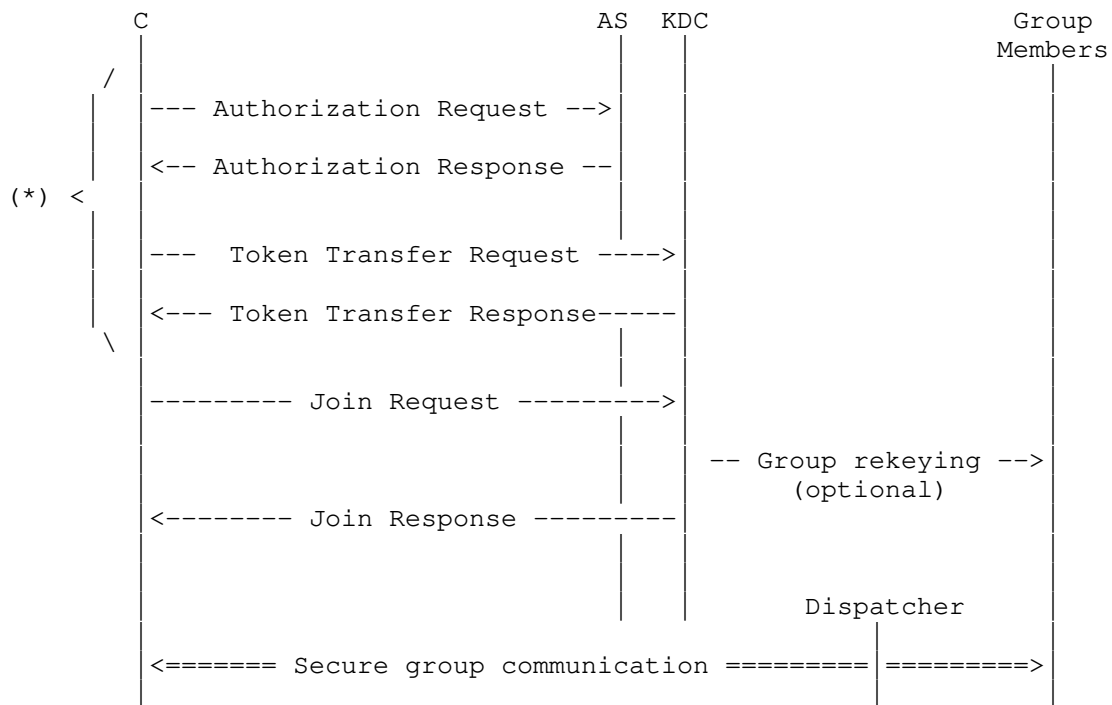 C AS KDC Group
Members
--- Authorization Request -->
<-- Authorization Response --
(*) <
--- Token Transfer Request ---->
<--- Token Transfer Response-----
--------- Join Request --------->
-- Group rekeying -->
(optional)
<-------- Join Response ---------
Dispatcher
<======= Secure group communication =========|=========>